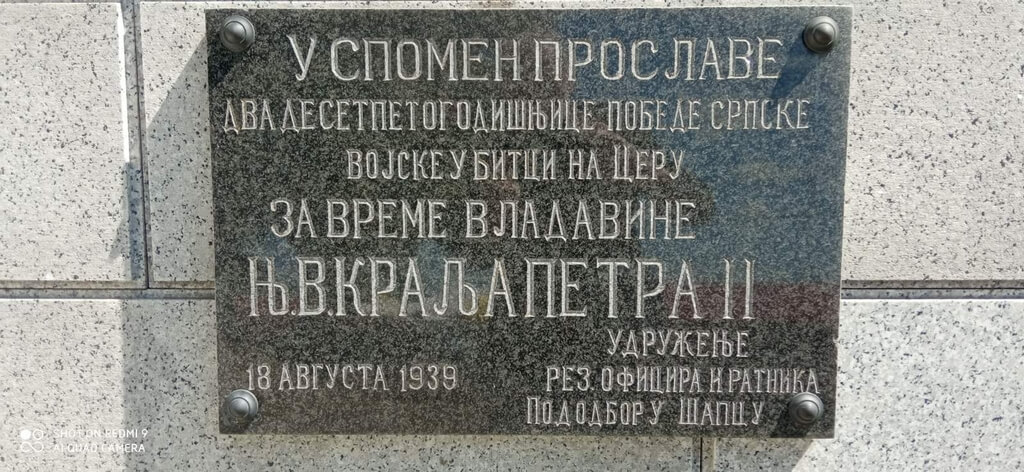 У СПОМЕН ПРОСЛАВЕ
ДВАДЕСЕТПЕТОГОДИШЊИЦЕ ПОБЕДЕ СРПСКЕ
ВОЈСКЕ У БИТЦИ НА ЦЕРУ
ЗА ВРЕМЕ ВЛАДАВИНЕ
Њ.В.КРАЉА ПЕТРА II
УДРУЖЕЊЕ
18 АВГУСТА 1939 РЕЗ. ОФИЦИРА И РАТНИКА
ПОДОДБОР У ШАПЦУ
SHOT ON REDMI 9
AI QUAD CAMERA